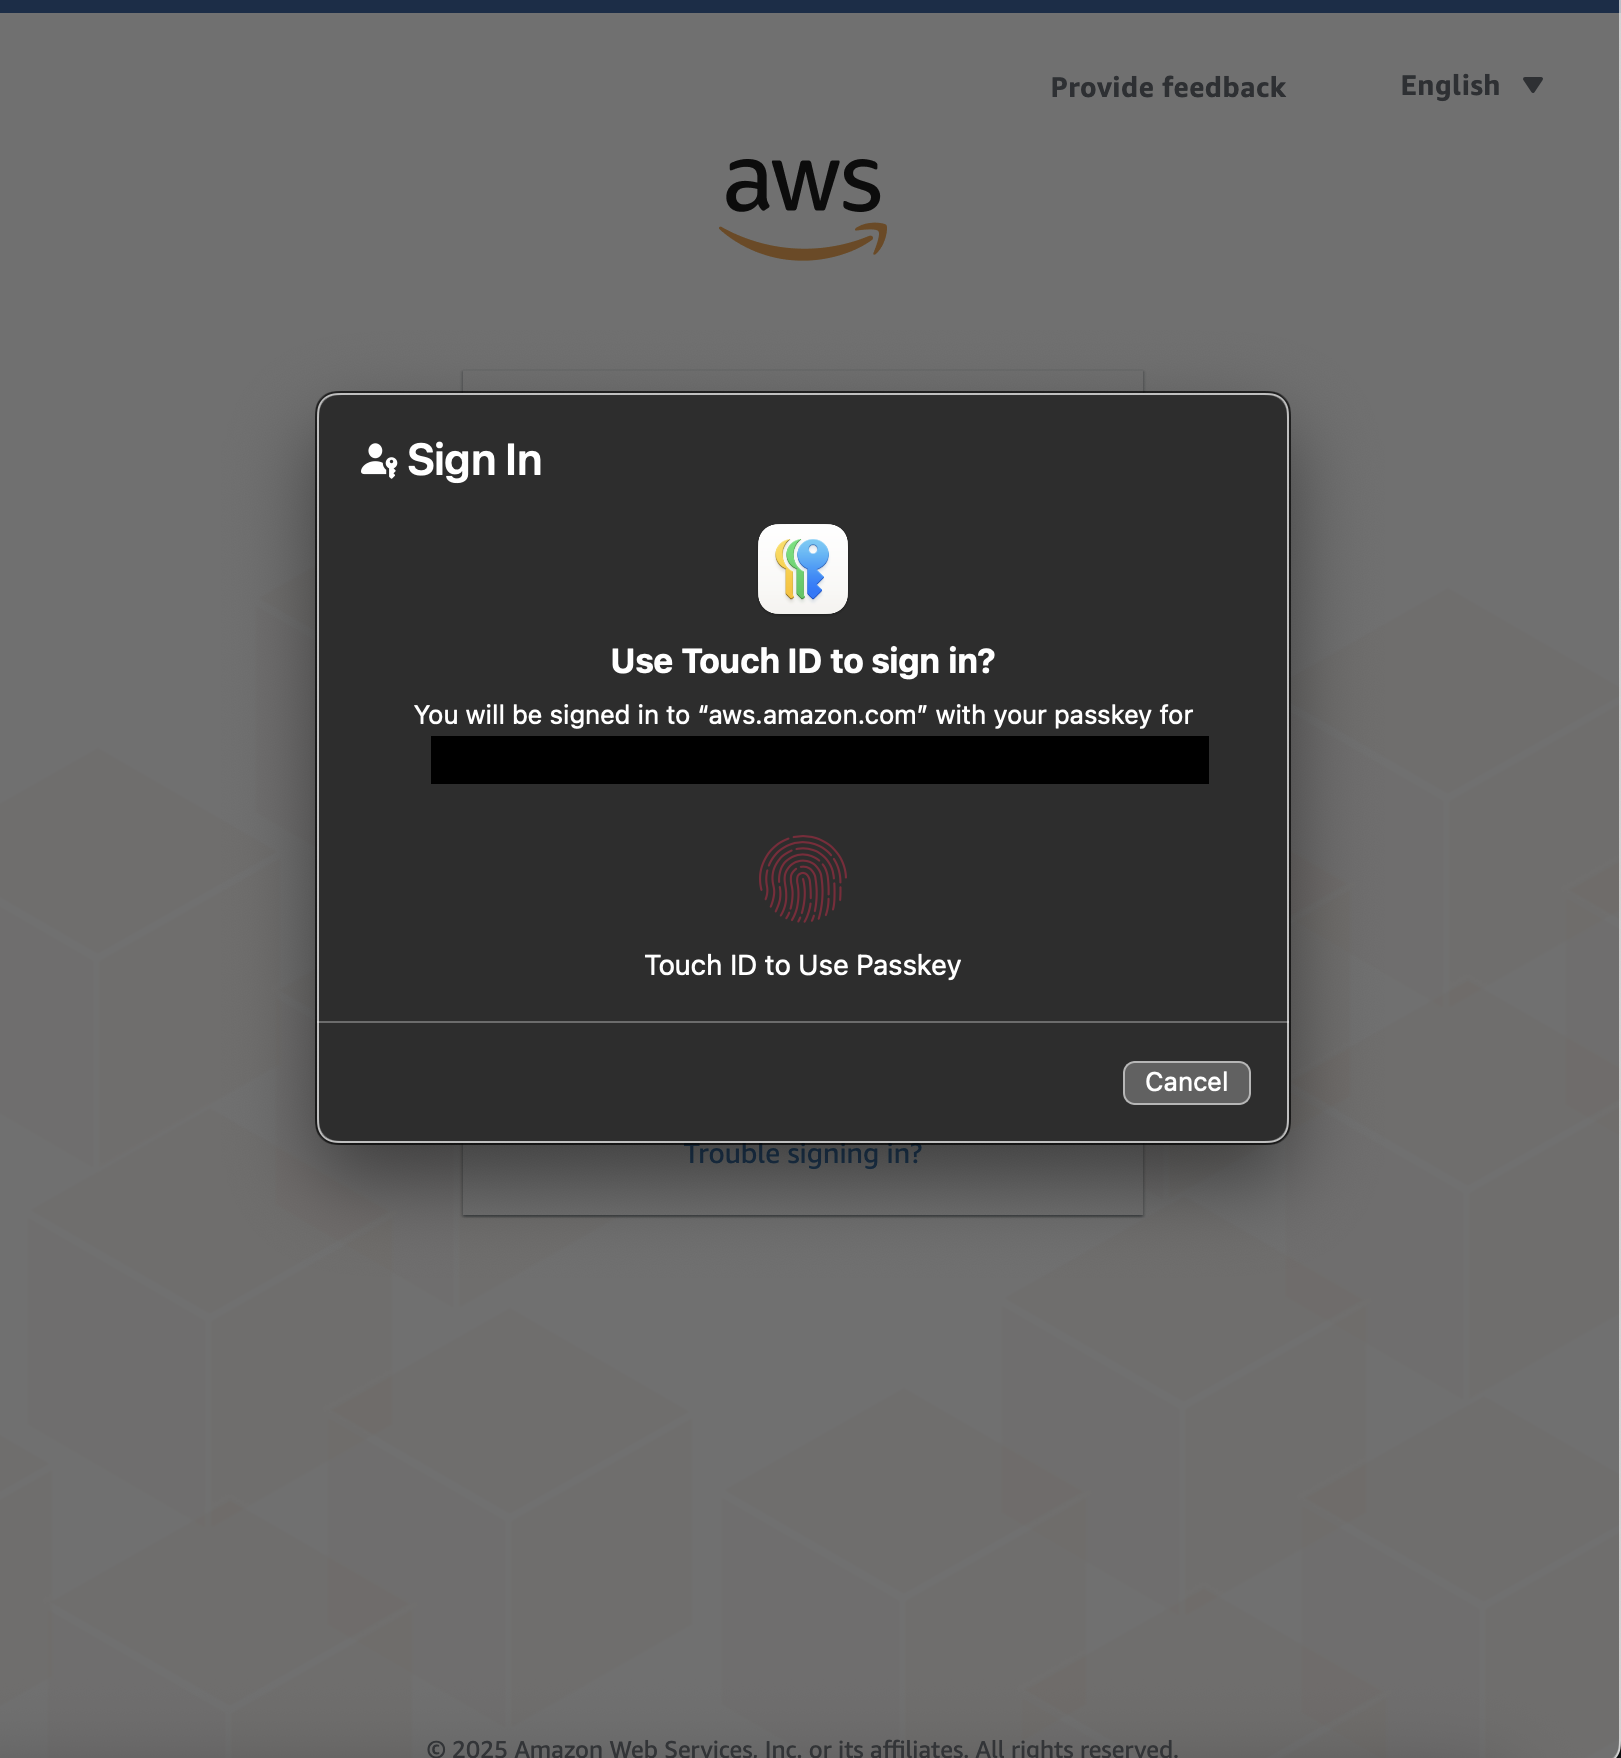 Provide feedback
English
aws
Sign In
Use Touch ID to sign in?
You will be signed in to “aws.amazon.com” with your passkey for
Touch ID to Use Passkey
Cancel
Trouble signing in?
© 2025 Amazon Web Services, Inc. or its affiliates. All rights reserved.